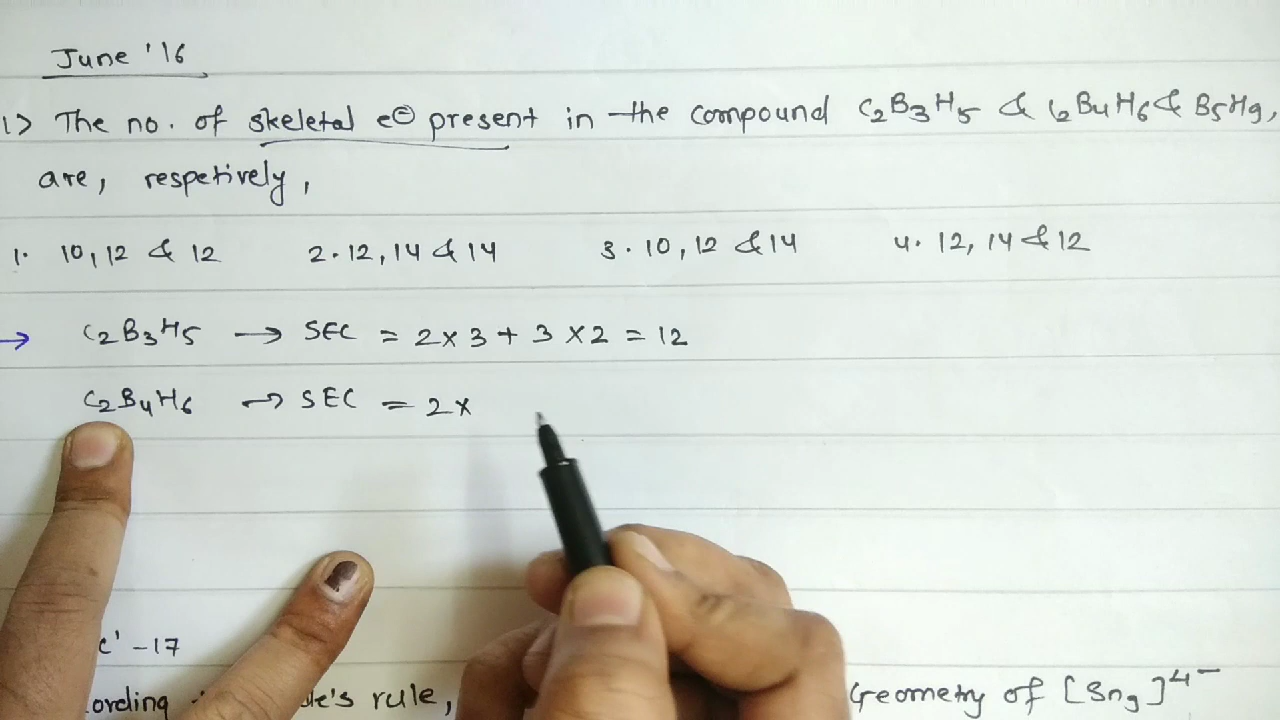 June '16
1) The no. of skeletal e⊖ present in the compound C₂B₃H₅ & C₂B₄H₆ & B₅H₉,
are, respetively,
1. 10,12 & 12 2. 12,14 & 14 3. 10,12 & 14 4. 12, 14 & 12
→ C₂B₃H₅ → SEC = 2×3 + 3×2 = 12
C₂B₄H₆ → SEC = 2×
-17
rule, Geometry of [Sn₉]⁴⁻